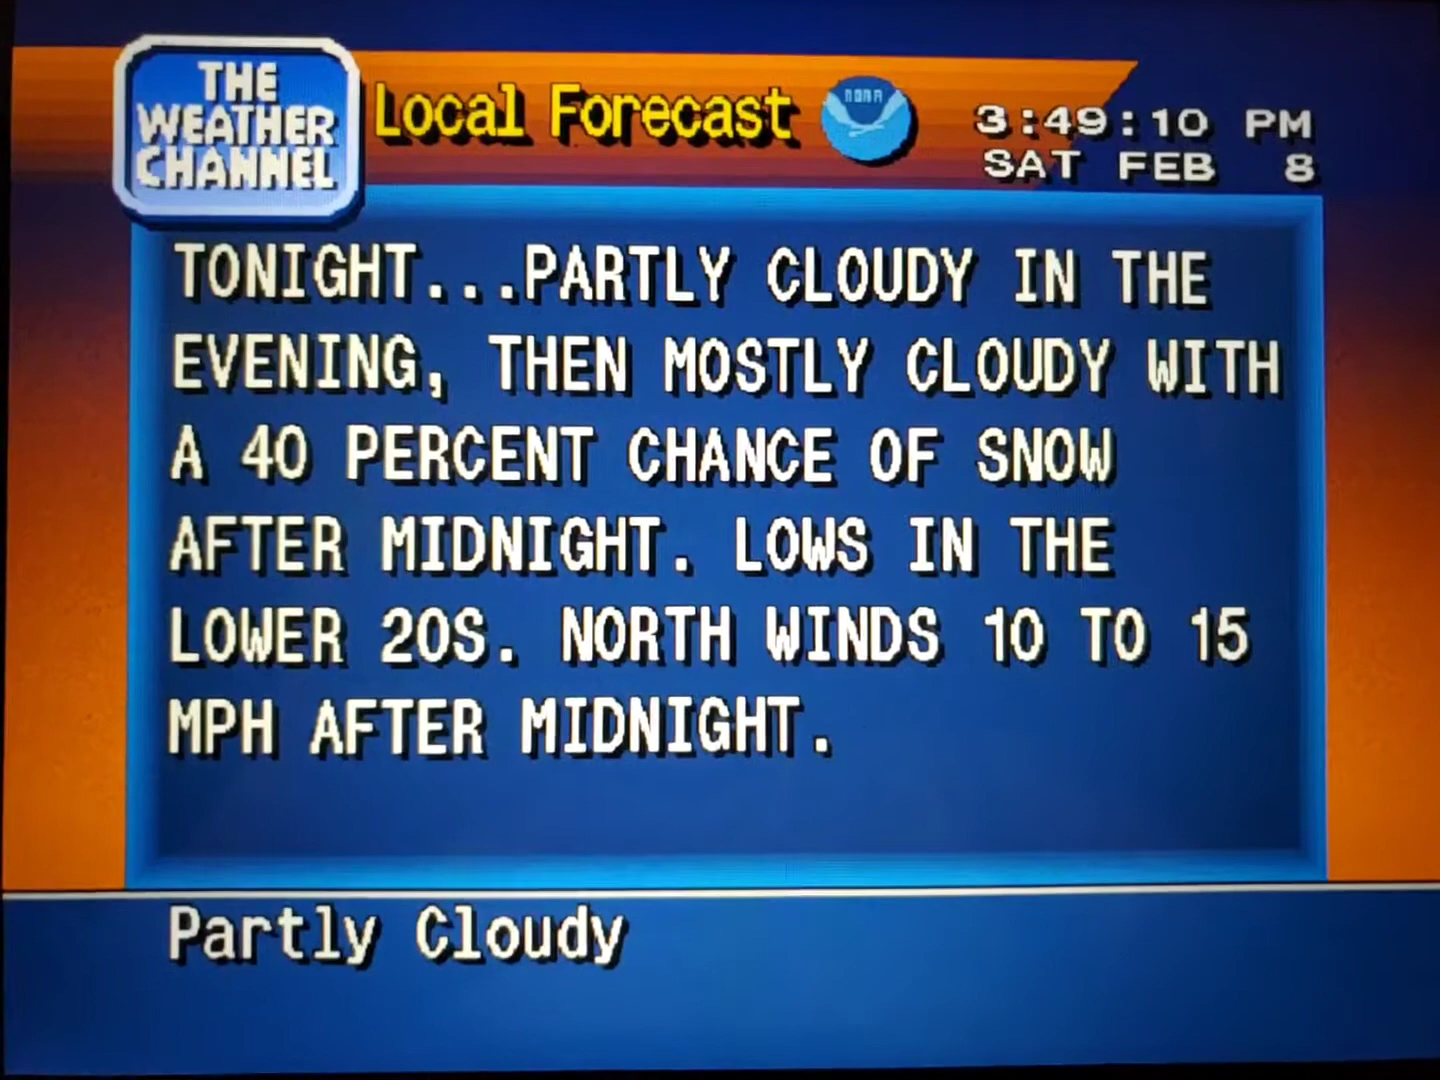 THE
WEATHER
CHANNEL
Local Forecast
NOAA
3:49:10 PM
SAT FEB 8
TONIGHT...PARTLY CLOUDY IN THE
EVENING, THEN MOSTLY CLOUDY WITH
A 40 PERCENT CHANCE OF SNOW
AFTER MIDNIGHT. LOWS IN THE
LOWER 20S. NORTH WINDS 10 TO 15
MPH AFTER MIDNIGHT.
Partly Cloudy